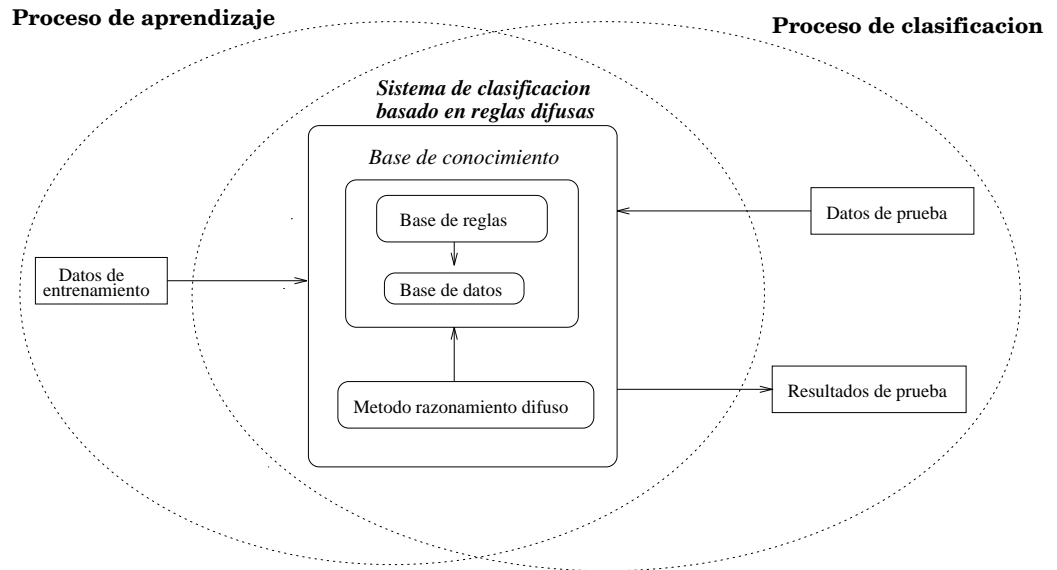 Proceso de aprendizaje
Proceso de clasificacion
Sistema de clasificacion
basado en reglas difusas
Base de conocimiento
Base de reglas
Datos de prueba
Datos de
entrenamiento
Base de datos
Metodo razonamiento difuso
Resultados de prueba